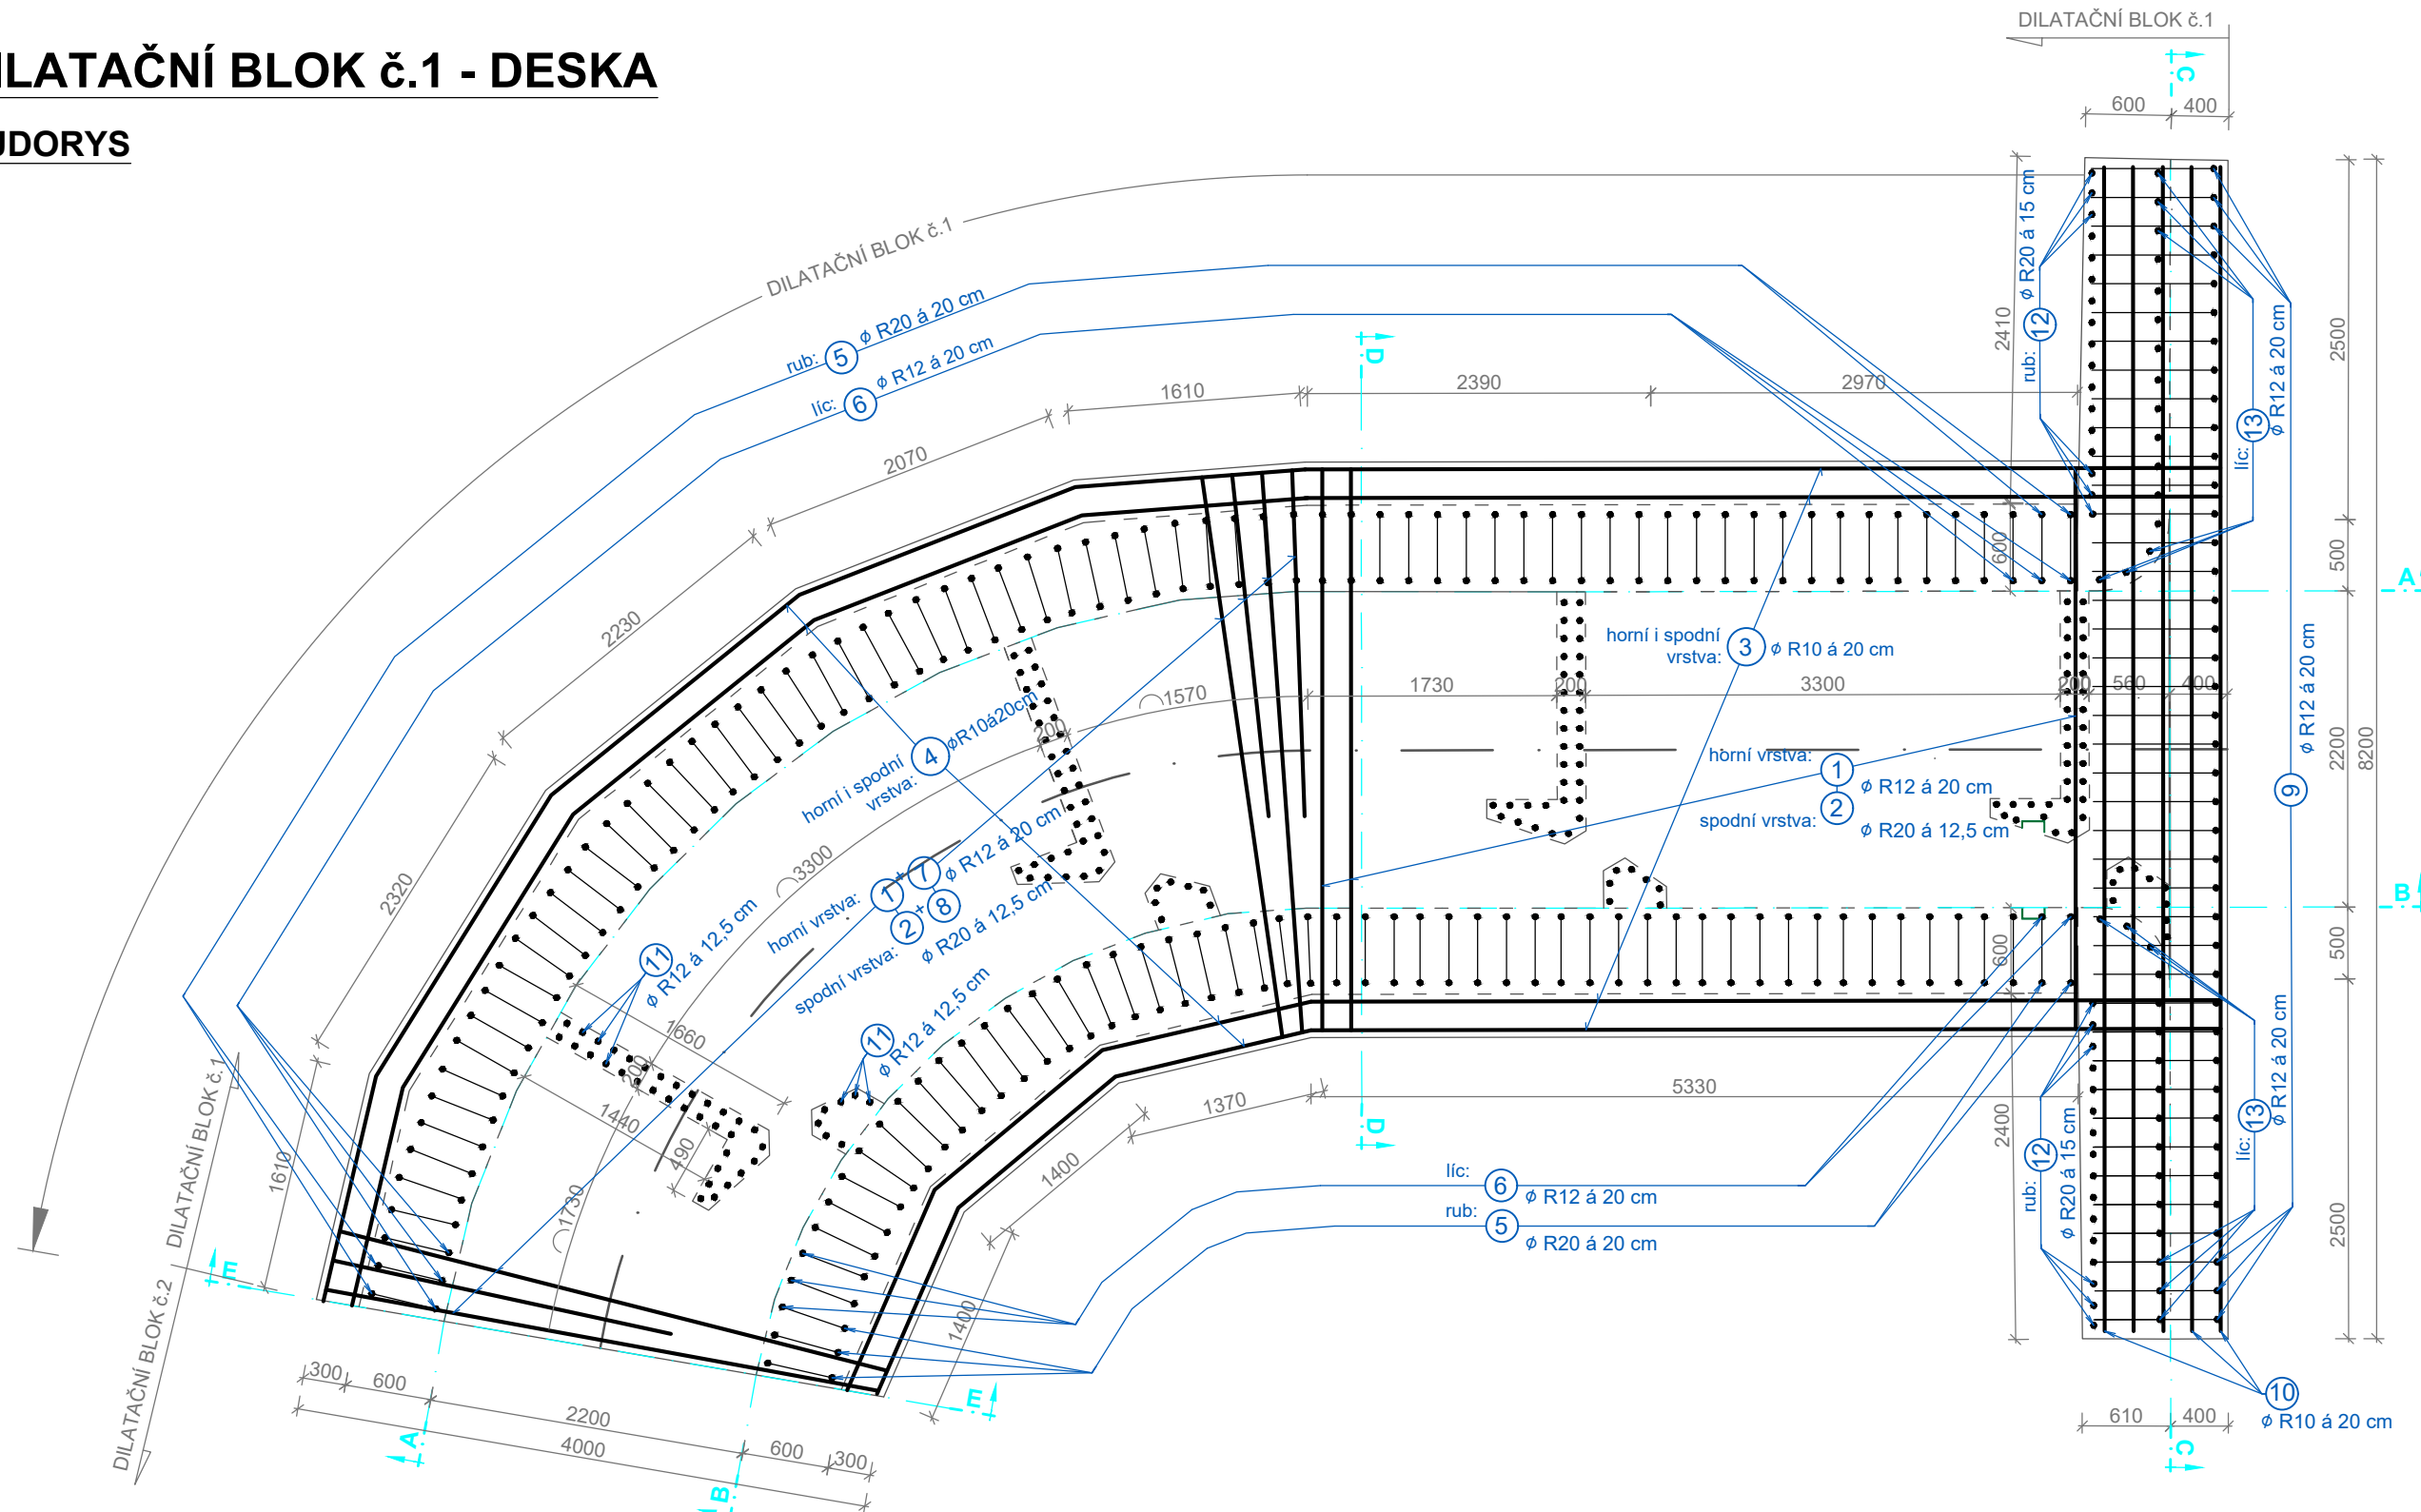 ILATAČNÍ BLOK č.1 - DESKA
UDORYS
DILATAČNÍ BLOK č.1
C
600
400
DILATAČNÍ BLOK č.1
rub: 5 ϕ R20 á 20 cm
líc: 6 ϕ R12 á 20 cm
D
1610
2390
2970
2070
2230
2320
1610
2410
rub: 12 ϕ R20 á 15 cm
líc: 13 ϕ R12 á 20 cm
2500
500
2200
8200
500
2500
9 ϕ R12 á 20 cm
A
B
600
horní i spodní
vrstva: 3 ϕ R10 á 20 cm
1730
200
3300
200
560
400
1570
200
3300
1730
horní i spodní
vrstva: 4 ϕR10á20cm
horní vrstva: 1
ϕ R12 á 20 cm
2
spodní vrstva:
ϕ R20 á 12,5 cm
horní vrstva: 1 + 7 ϕ R12 á 20 cm
spodní vrstva: 2 + 8
ϕ R20 á 12,5 cm
11
ϕ R12 á 12,5 cm
11
ϕ R12 á 12,5 cm
1660
200
1440
490
600
5330
1370
1400
1400
D
2400
líc: 6 ϕ R12 á 20 cm
rub: 5 ϕ R20 á 20 cm
rub: 12 ϕ R20 á 15 cm
líc: 13 ϕ R12 á 20 cm
DILATAČNÍ BLOK č.1
DILATAČNÍ BLOK č.2
E
E
300
600
2200
600
300
4000
A
B
10
ϕ R10 á 20 cm
610
400
C